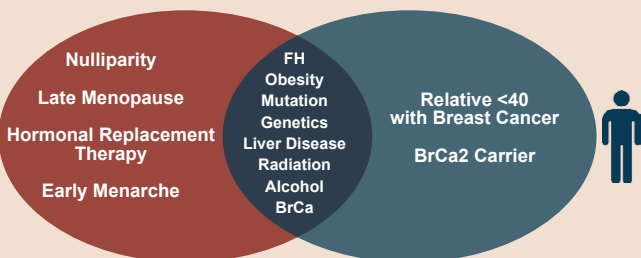 Nulliparity
Late Menopause
Hormonal Replacement
Therapy
Early Menarche
FH
Obesity
Mutation
Genetics
Liver Disease
Radiation
Alcohol
BrCa
Relative <40
with Breast Cancer
BrCa2 Carrier